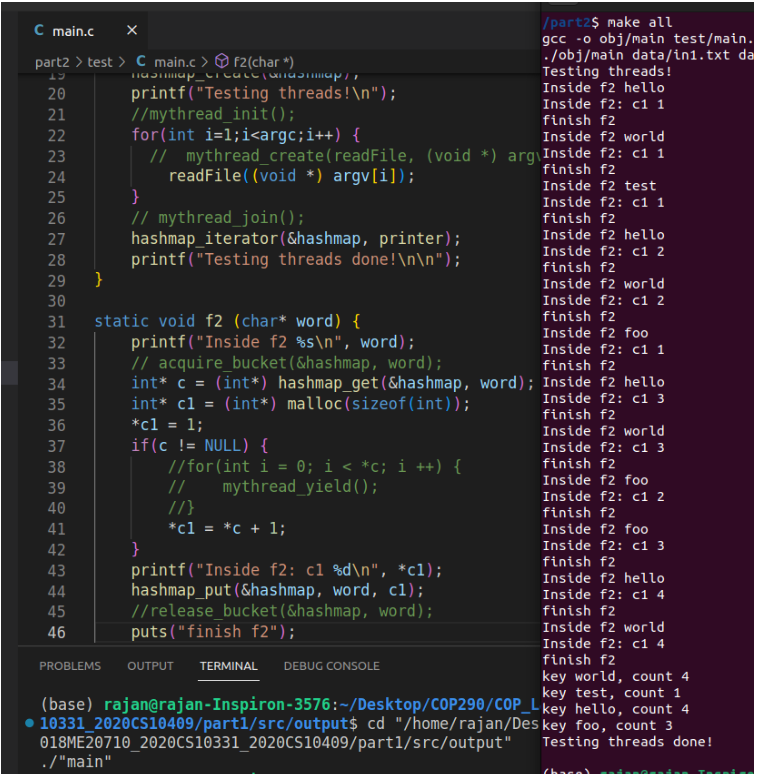 C main.c ×
part2 > test > C main.c > f2(char *)
19 hashmap_create(&hashmap);
20 printf("Testing threads!\n");
21 //mythread_init();
22 for(int i=1;i<argc;i++) {
23 // mythread_create(readFile, (void *) argv
24 readFile((void *) argv[i]);
25 }
26 // mythread_join();
27 hashmap_iterator(&hashmap, printer);
28 printf("Testing threads done!\n\n");
29 }
30
31 static void f2 (char* word) {
32 printf("Inside f2 %s\n", word);
33 // acquire_bucket(&hashmap, word);
34 int* c = (int*) hashmap_get(&hashmap, word);
35 int* c1 = (int*) malloc(sizeof(int));
36 *c1 = 1;
37 if(c != NULL) {
38 //for(int i = 0; i < *c; i ++) {
39 // mythread_yield();
40 //}
41 *c1 = *c + 1;
42 }
43 printf("Inside f2: c1 %d\n", *c1);
44 hashmap_put(&hashmap, word, c1);
45 //release_bucket(&hashmap, word);
46 puts("finish f2");
PROBLEMS OUTPUT TERMINAL DEBUG CONSOLE
(base) rajan@rajan-Inspiron-3576:~/Desktop/COP290/COP_L
10331_2020CS10409/part1/src/output$ cd "/home/rajan/Des
018ME20710_2020CS10331_2020CS10409/part1/src/output"
./"main"
/part2$ make all
gcc -o obj/main test/main.
./obj/main data/in1.txt da
Testing threads!
Inside f2 hello
Inside f2: c1 1
finish f2
Inside f2 world
Inside f2: c1 1
finish f2
Inside f2 test
Inside f2: c1 1
finish f2
Inside f2 hello
Inside f2: c1 2
finish f2
Inside f2 world
Inside f2: c1 2
finish f2
Inside f2 foo
Inside f2: c1 1
finish f2
Inside f2 hello
Inside f2: c1 3
finish f2
Inside f2 world
Inside f2: c1 3
finish f2
Inside f2 foo
Inside f2: c1 2
finish f2
Inside f2 foo
Inside f2: c1 3
finish f2
Inside f2 hello
Inside f2: c1 4
finish f2
Inside f2 world
Inside f2: c1 4
finish f2
key world, count 4
key test, count 1
key hello, count 4
key foo, count 3
Testing threads done!